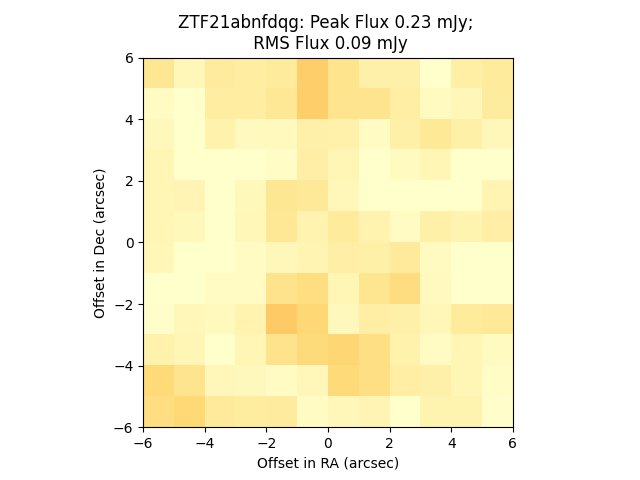 ZTF21abnfdqg: Peak Flux 0.23 mJy;
RMS Flux 0.09 mJy
6
4
2
0
−2
−4
−6
Offset in Dec (arcsec)
−6 −4 −2 0 2 4 6
Offset in RA (arcsec)